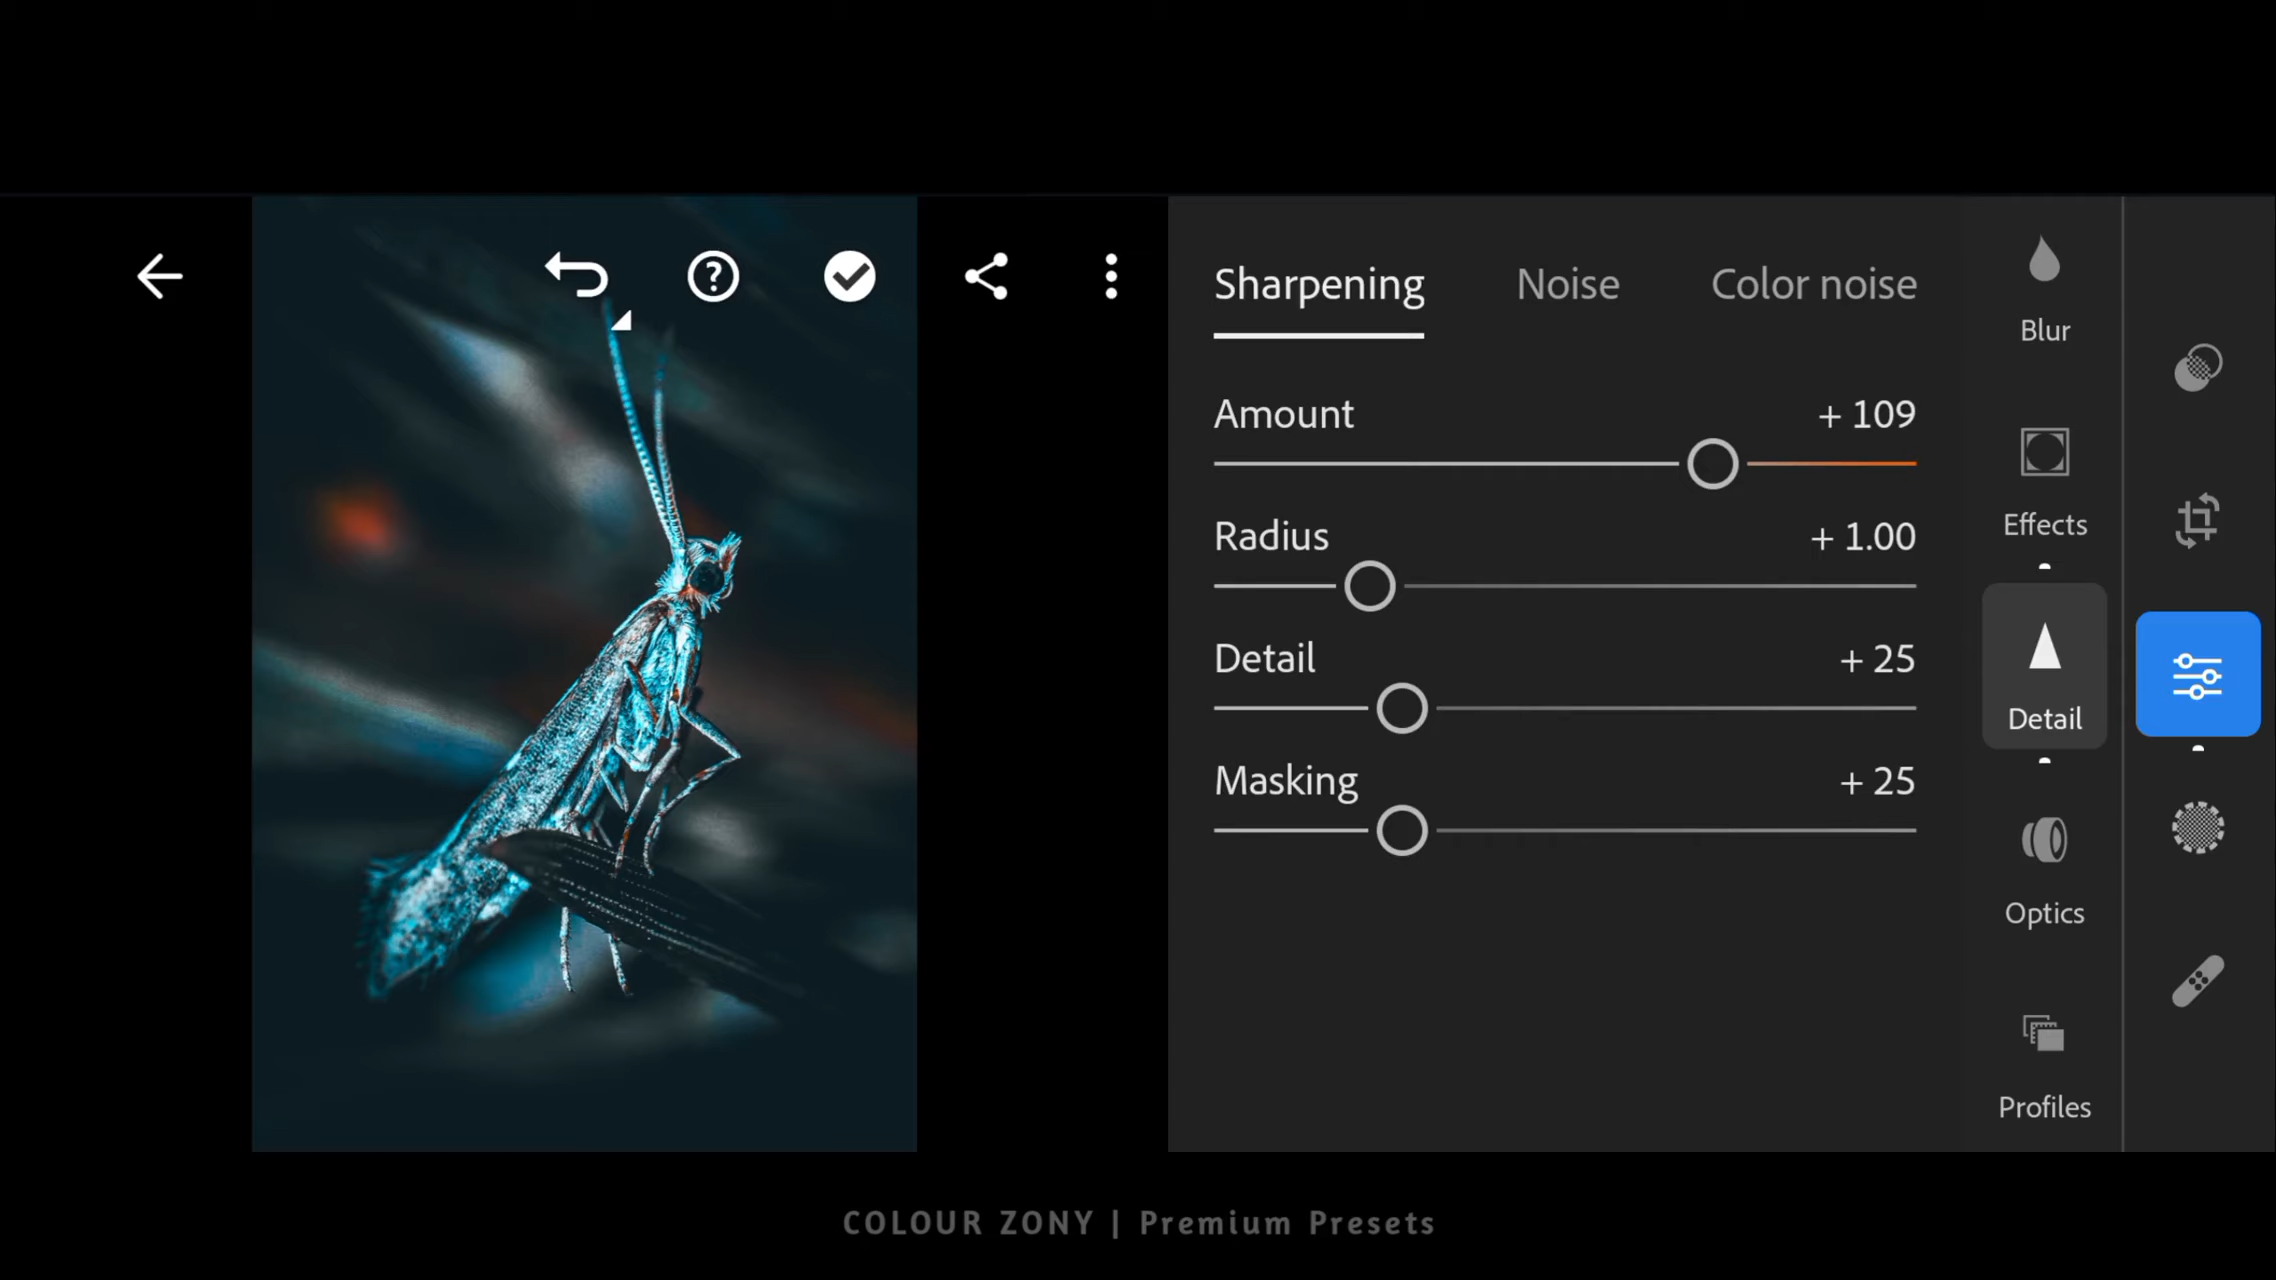 Sharpening Noise Color noise
Amount + 109
Radius + 1.00
Detail + 25
Masking + 25
Blur
Effects
Detail
Optics
Profiles
COLOUR ZONY | Premium Presets